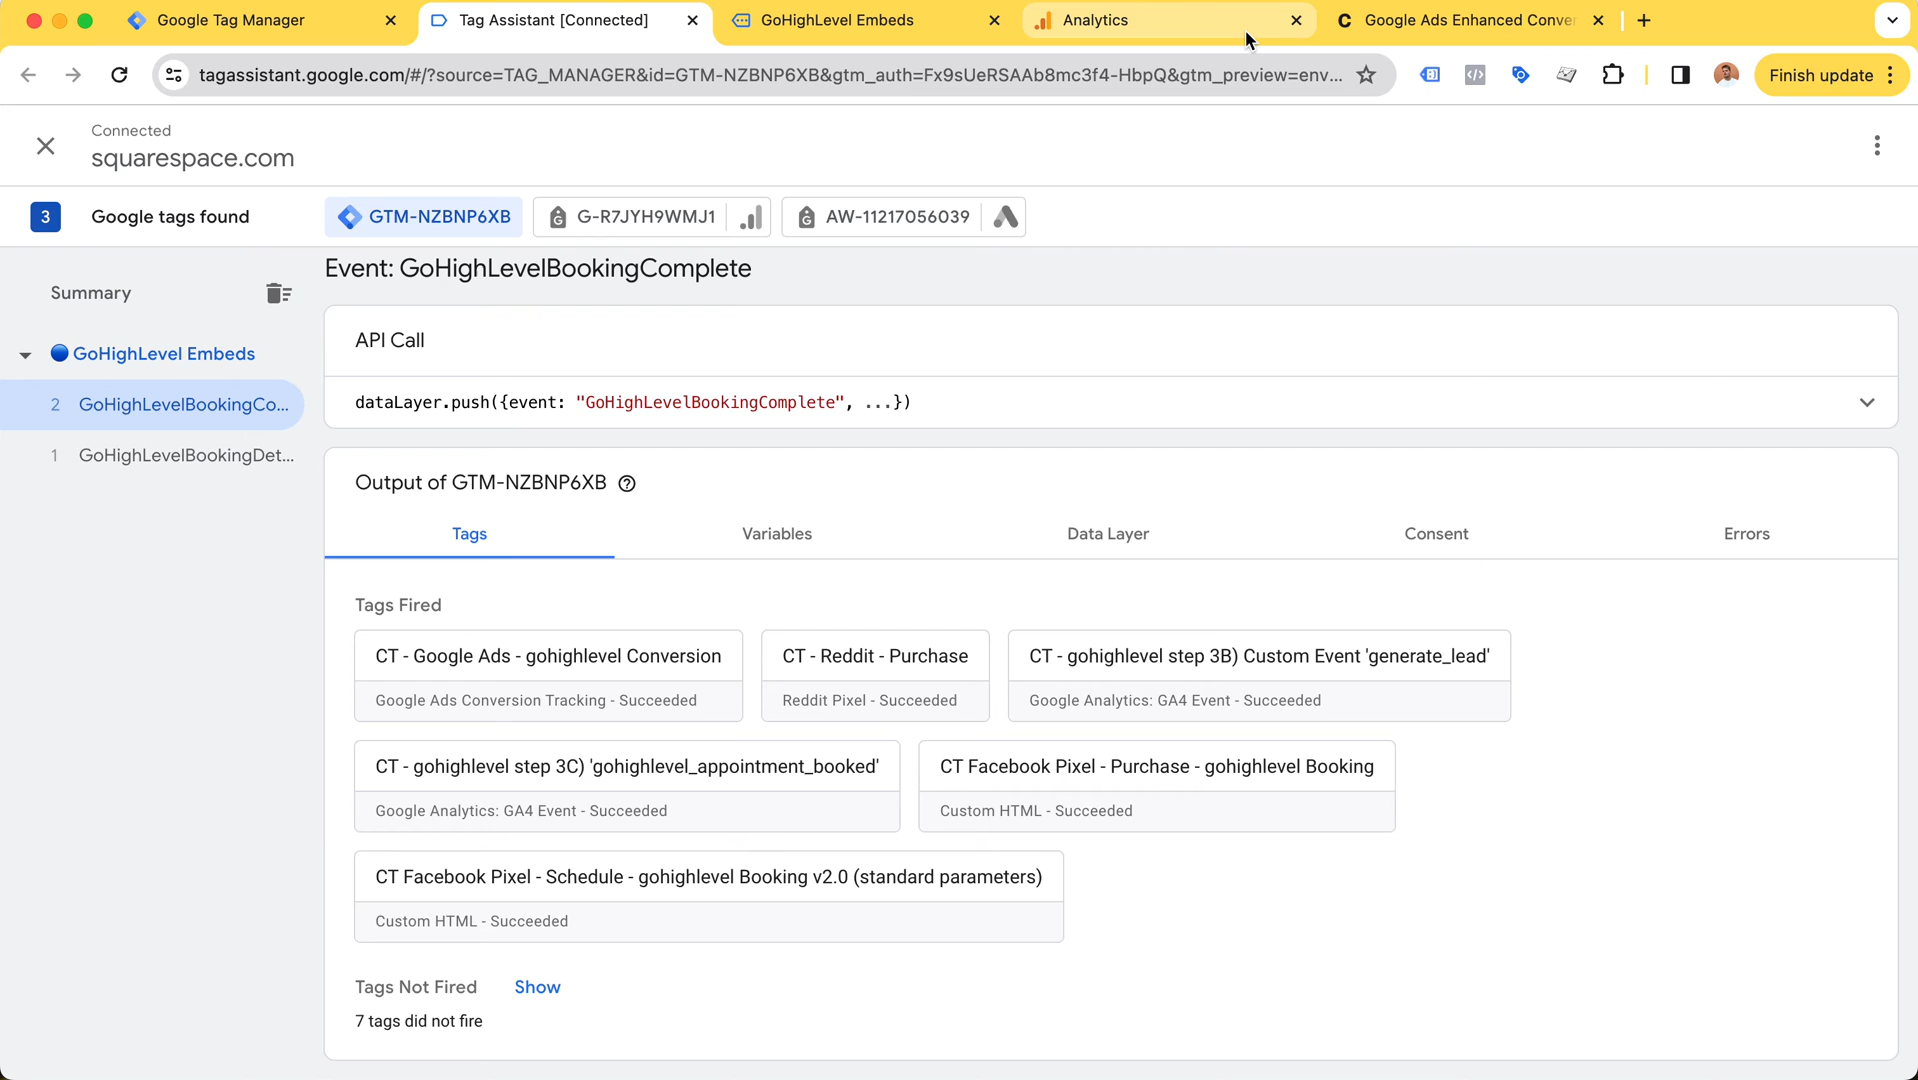 Google Tag Manager
Tag Assistant [Connected]
GoHighLevel Embeds
Analytics
Google Ads Enhanced Conve
tagassistant.google.com/#/?source=TAG_MANAGER&id=GTM-NZBNP6XB&gtm_auth=Fx9sUeRSAAb8mc3f4-HbpQ&gtm_preview=env...
Finish update
Connected
squarespace.com
3
Google tags found
GTM-NZBNP6XB
G-R7JYH9WMJ1
AW-11217056039
Summary
GoHighLevel Embeds
2 GoHighLevelBookingCo...
1 GoHighLevelBookingDet...
Event: GoHighLevelBookingComplete
API Call
dataLayer.push({event: "GoHighLevelBookingComplete", ...})
Output of GTM-NZBNP6XB
Tags
Variables
Data Layer
Consent
Errors
Tags Fired
CT - Google Ads - gohighlevel Conversion
Google Ads Conversion Tracking - Succeeded
CT - Reddit - Purchase
Reddit Pixel - Succeeded
CT - gohighlevel step 3B) Custom Event 'generate_lead'
Google Analytics: GA4 Event - Succeeded
CT - gohighlevel step 3C) 'gohighlevel_appointment_booked'
Google Analytics: GA4 Event - Succeeded
CT Facebook Pixel - Purchase - gohighlevel Booking
Custom HTML - Succeeded
CT Facebook Pixel - Schedule - gohighlevel Booking v2.0 (standard parameters)
Custom HTML - Succeeded
Tags Not Fired
Show
7 tags did not fire